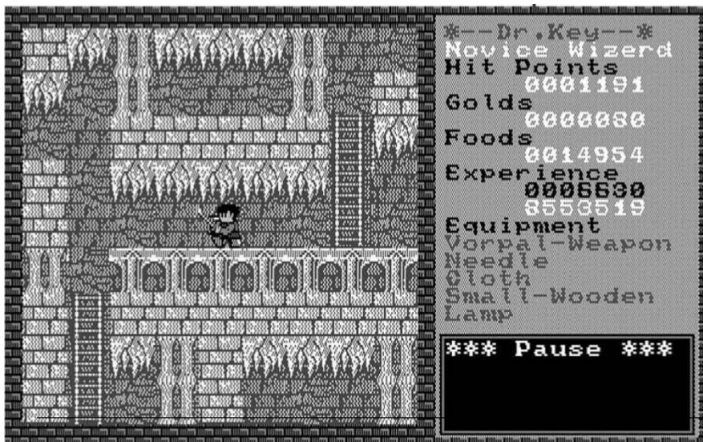 *--Dr.Key--*
Novice Wizerd
Hit Points
0001191
Golds
0000080
Foods
0014954
Experience
0006630
8553519
Equipment
Vorpal-Weapon
Needle
Cloth
Small-Wooden
Lamp
*** Pause ***